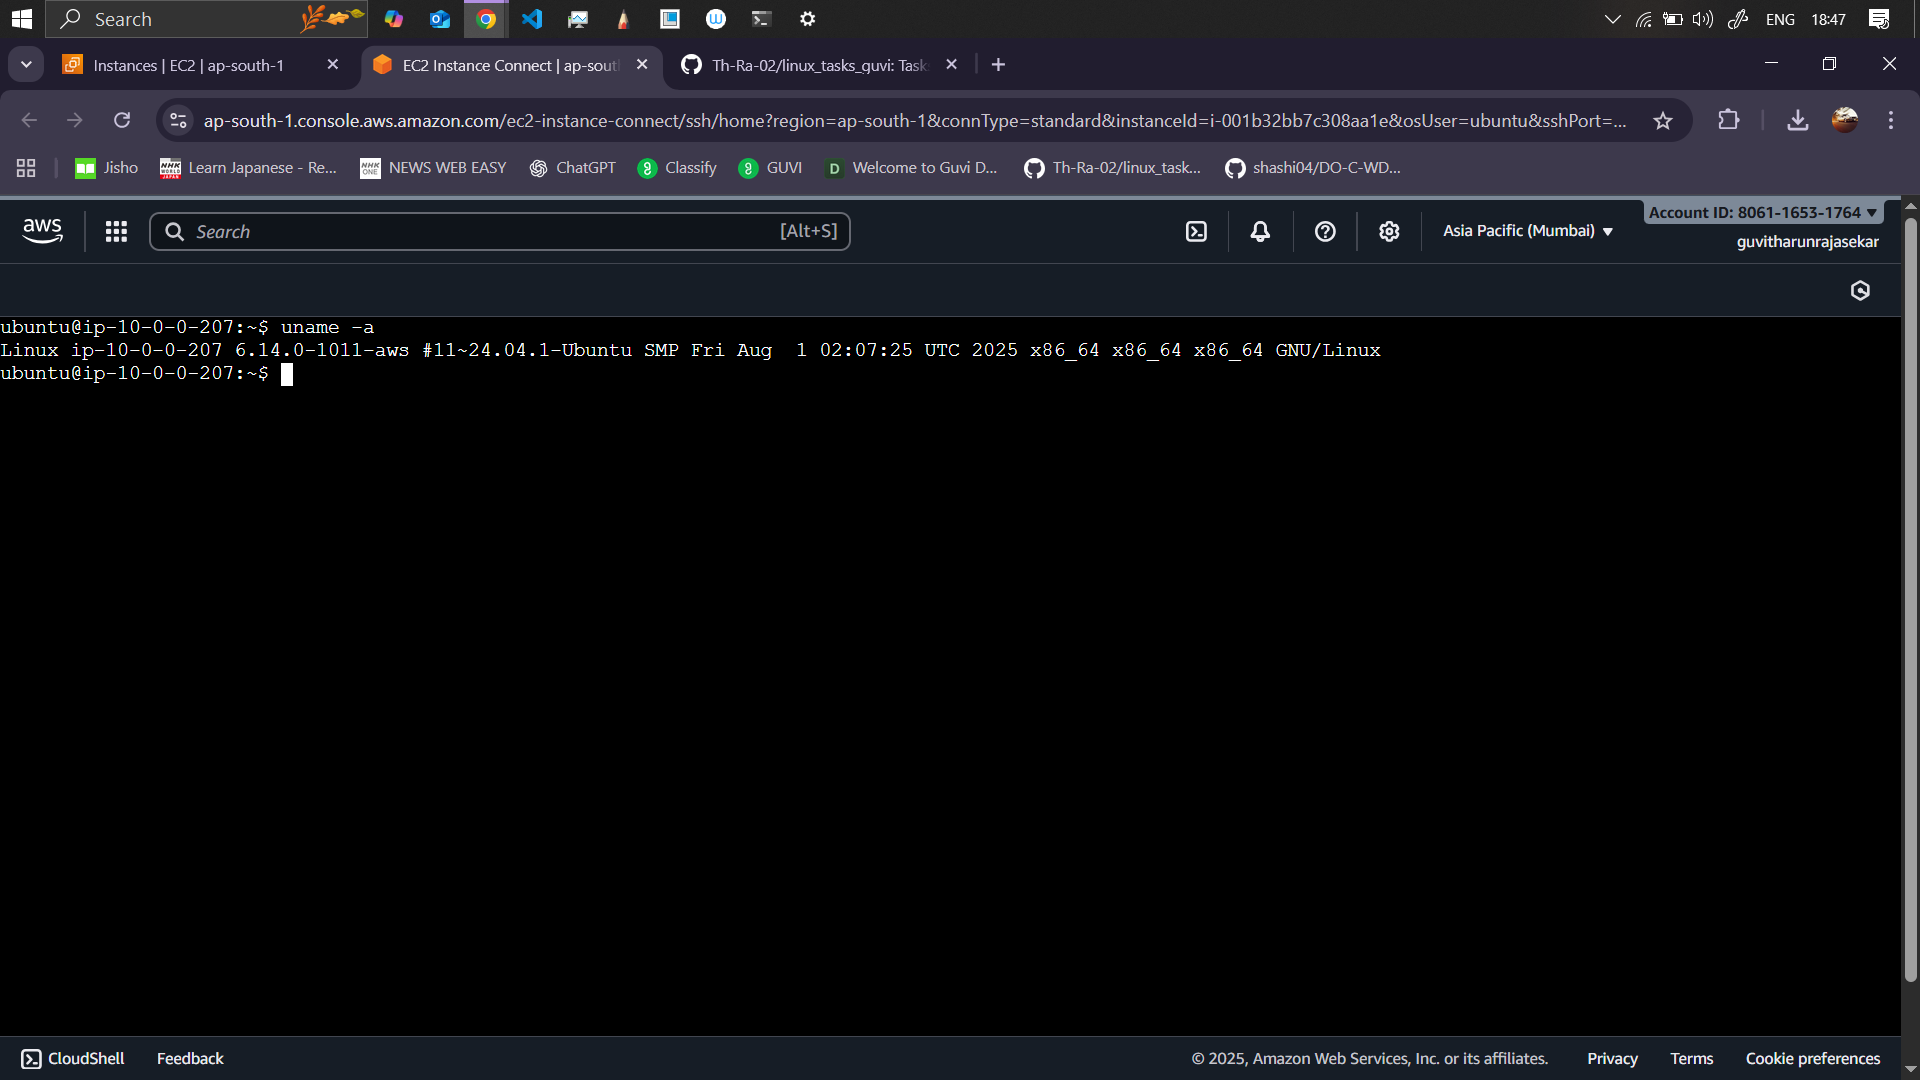 Search
ENG
18:47
Instances | EC2 | ap-south-1
EC2 Instance Connect | ap-sout
Th-Ra-02/linux_tasks_guvi: Task
ap-south-1.console.aws.amazon.com/ec2-instance-connect/ssh/home?region=ap-south-1&connType=standard&instanceId=i-001b32bb7c308aa1e&osUser=ubuntu&sshPort=...
Jisho
Learn Japanese - Re...
NEWS WEB EASY
ChatGPT
Classify
GUVI
Welcome to Guvi D...
Th-Ra-02/linux_task...
shashi04/DO-C-WD...
aws
Search
[Alt+S]
Asia Pacific (Mumbai)
Account ID: 8061-1653-1764
guvitharunrajasekar
ubuntu@ip-10-0-0-207:~$ uname -a
Linux ip-10-0-0-207 6.14.0-1011-aws #11~24.04.1-Ubuntu SMP Fri Aug  1 02:07:25 UTC 2025 x86_64 x86_64 x86_64 GNU/Linux
ubuntu@ip-10-0-0-207:~$
CloudShell
Feedback
© 2025, Amazon Web Services, Inc. or its affiliates.
Privacy
Terms
Cookie preferences